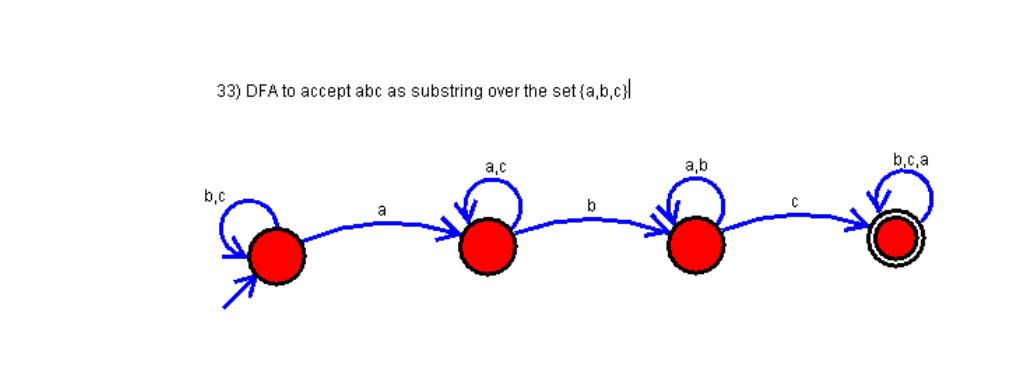 33) DFA to accept abc as substring over the set {a,b,c}
b,c
a
a,c
b
a,b
c
b,c,a